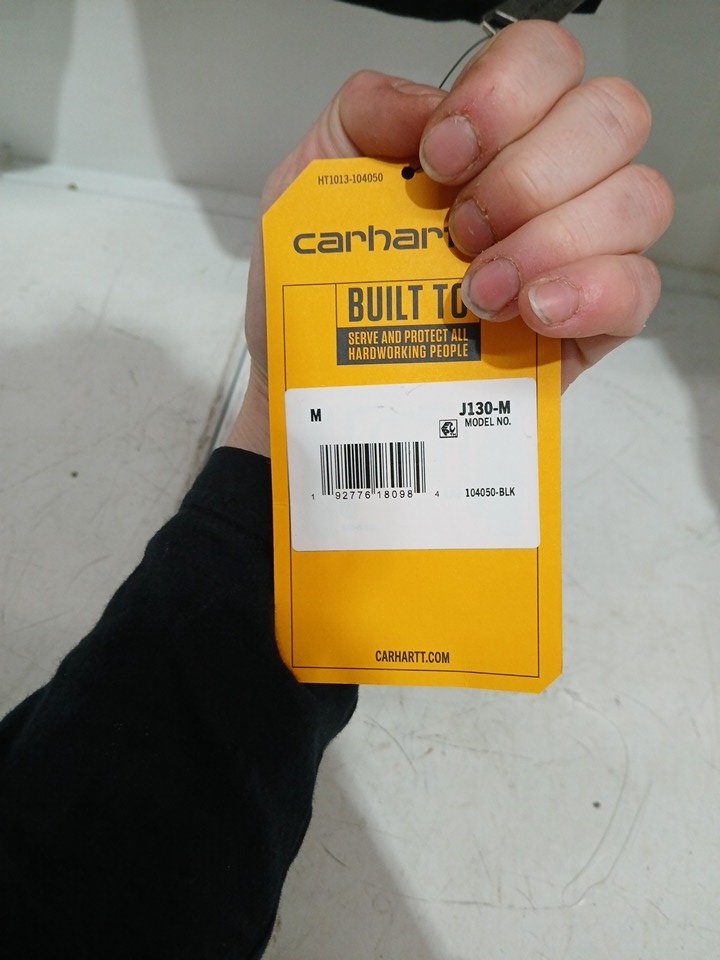 HT1013-104050
carhar
BUILT TO
SERVE AND PROTECT ALL
HARDWORKING PEOPLE
M
J130-M
MODEL NO.
1 92776 18098 4
104050-BLK
CARHARTT.COM